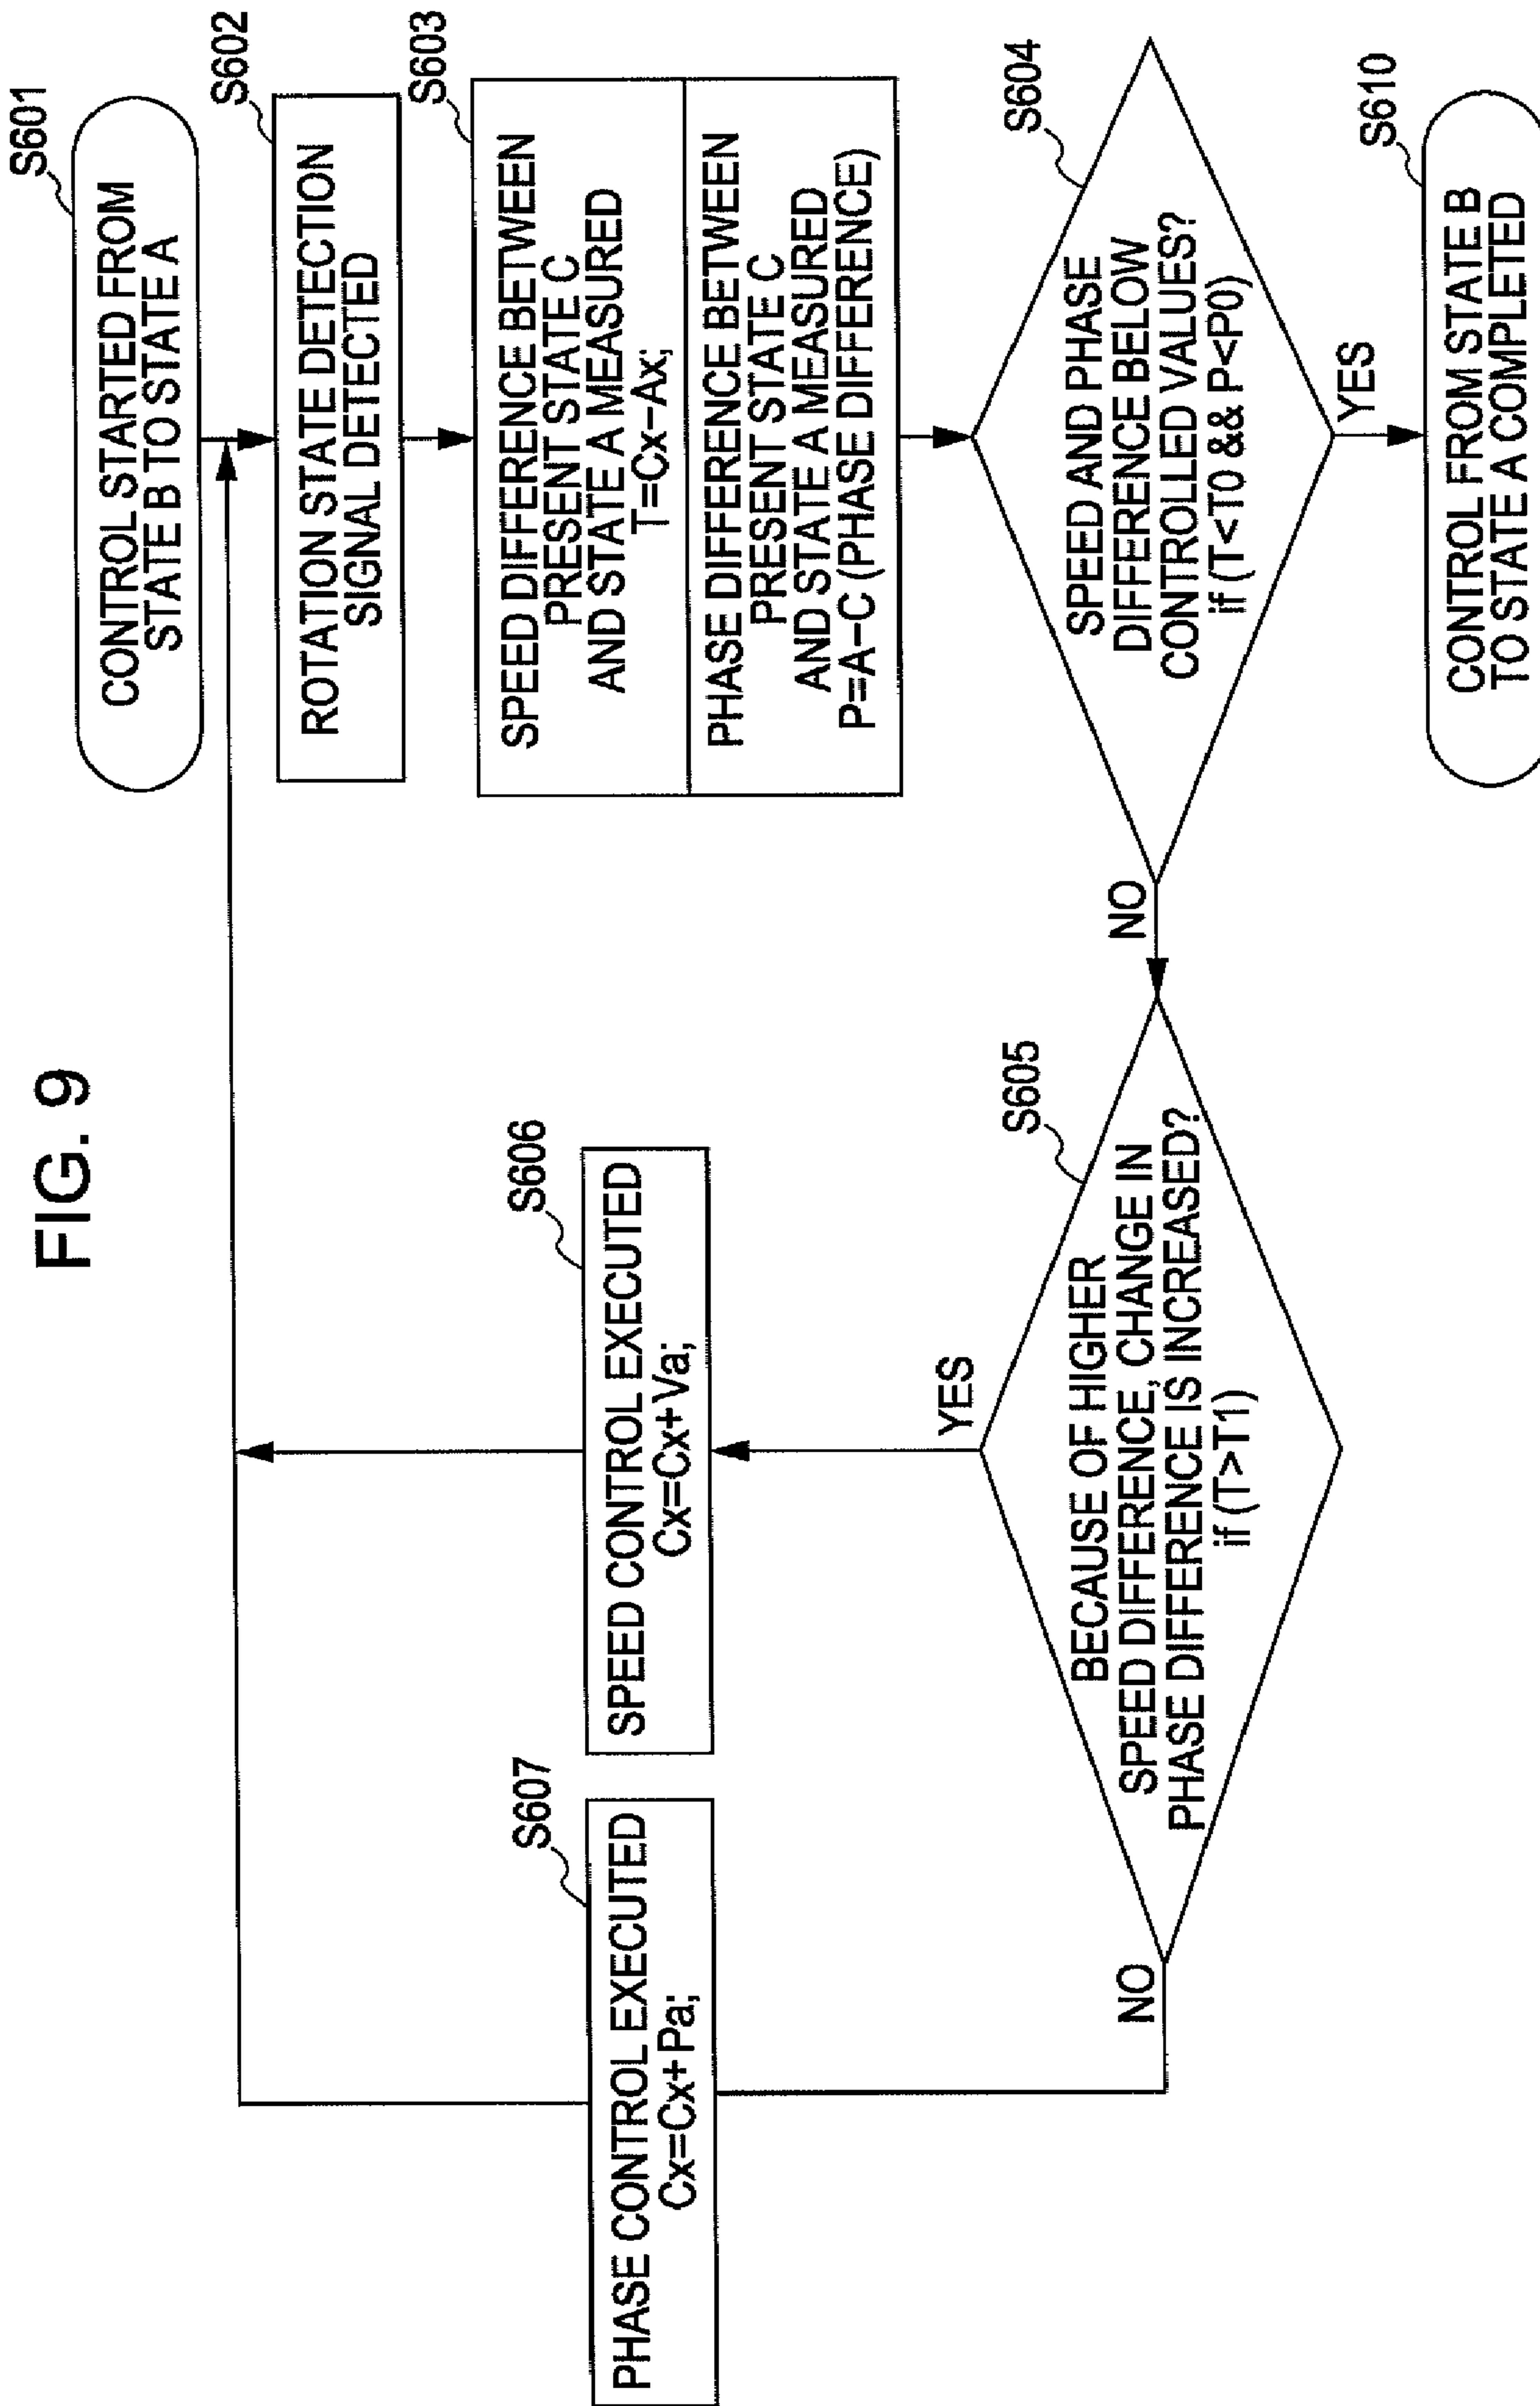 FIG. 9
S601
CONTROL STARTED FROM
STATE B TO STATE A
S602
ROTATION STATE DETECTION
SIGNAL DETECTED
S603
SPEED DIFFERENCE BETWEEN
PRESENT STATE C
AND STATE A MEASURED
T=Cx-Ax;
PHASE DIFFERENCE BETWEEN
PRESENT STATE C
AND STATE A MEASURED
P=A-C (PHASE DIFFERENCE)
S604
SPEED AND PHASE
DIFFERENCE BELOW
CONTROLLED VALUES?
if (T<T0 && P<P0)
NO
YES
S605
BECAUSE OF HIGHER
SPEED DIFFERENCE, CHANGE IN
PHASE DIFFERENCE IS INCREASED?
if (T>T1)
YES
NO
S606
SPEED CONTROL EXECUTED
Cx=Cx+Va;
S607
PHASE CONTROL EXECUTED
Cx=Cx+Pa;
S610
CONTROL FROM STATE B
TO STATE A COMPLETED